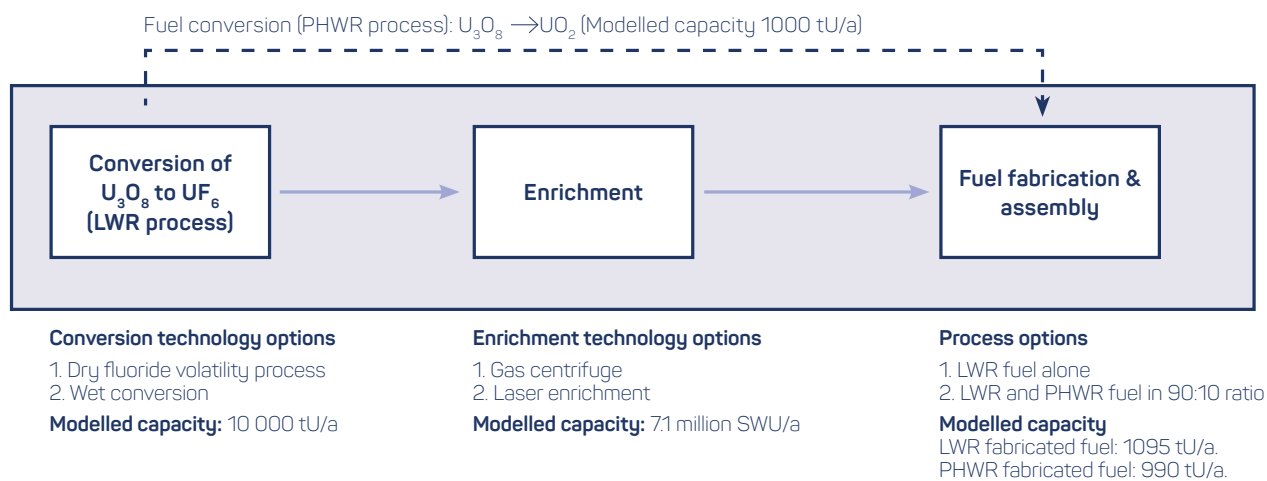 Fuel conversion (PHWR process): U₃O₈ →UO₂ (Modelled capacity 1000 tU/a)
Conversion of
U₃O₈ to UF₆
(LWR process)
Enrichment
Fuel fabrication &
assembly
Conversion technology options
1. Dry fluoride volatility process
2. Wet conversion
Modelled capacity: 10 000 tU/a
Enrichment technology options
1. Gas centrifuge
2. Laser enrichment
Modelled capacity: 7.1 million SWU/a
Process options
1. LWR fuel alone
2. LWR and PHWR fuel in 90:10 ratio
Modelled capacity
LWR fabricated fuel: 1095 tU/a.
PHWR fabricated fuel: 990 tU/a.